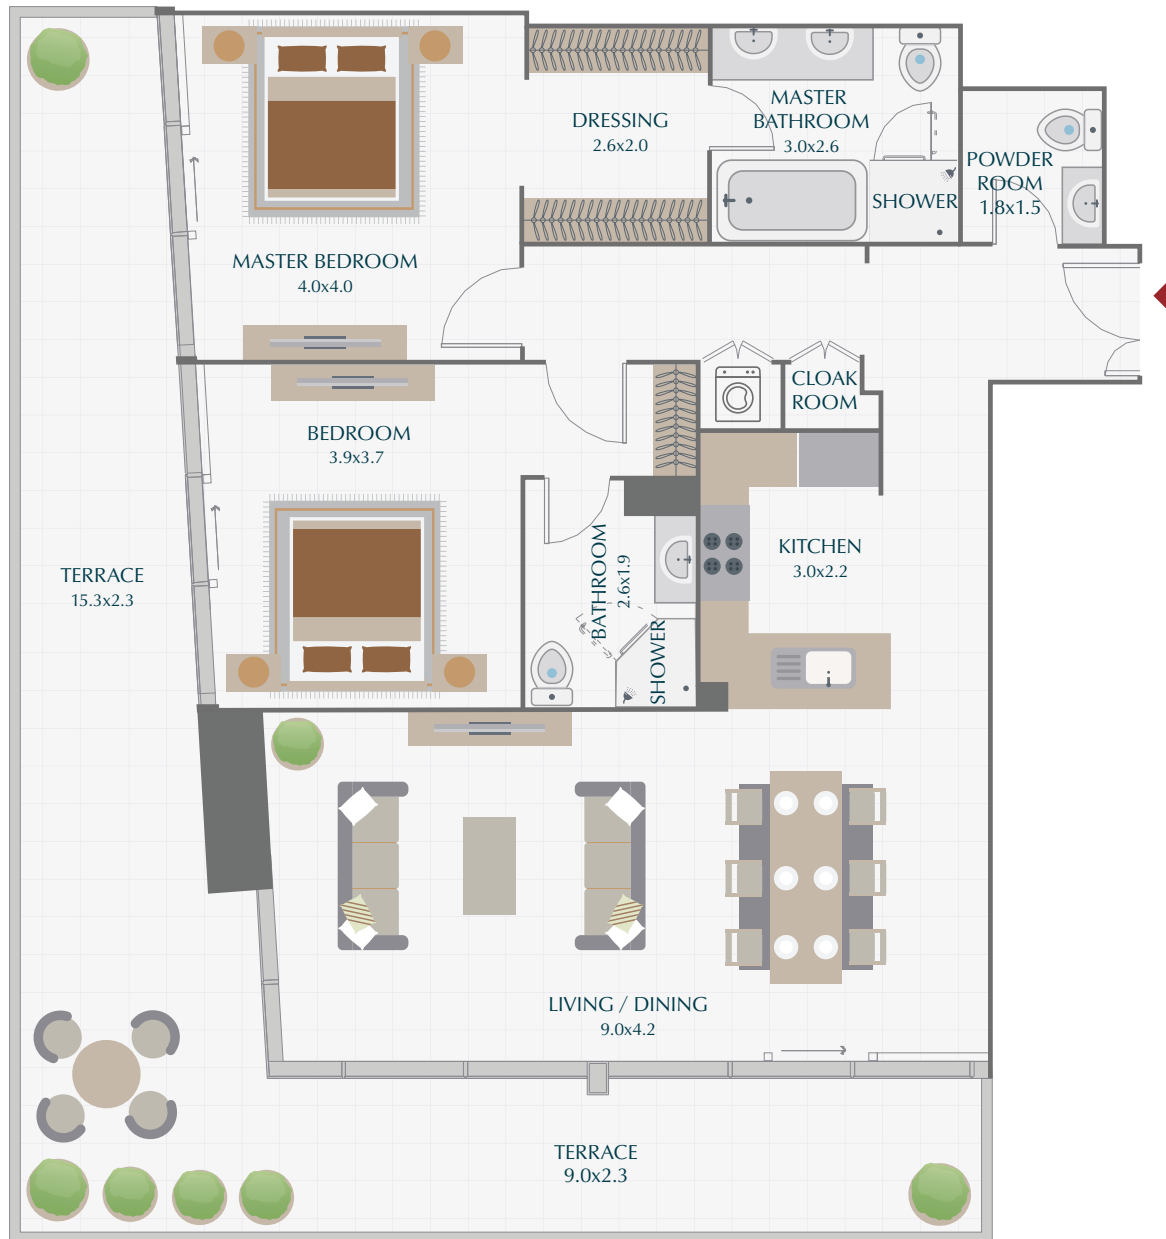 DRESSING
2.6x2.0
MASTER
BATHROOM
3.0x2.6
POWDER
ROOM
1.8x1.5
SHOWER
MASTER BEDROOM
4.0x4.0
CLOAK
ROOM
BEDROOM
3.9x3.7
BATHROOM
2.6x1.9
SHOWER
KITCHEN
3.0x2.2
TERRACE
15.3x2.3
LIVING / DINING
9.0x4.2
TERRACE
9.0x2.3